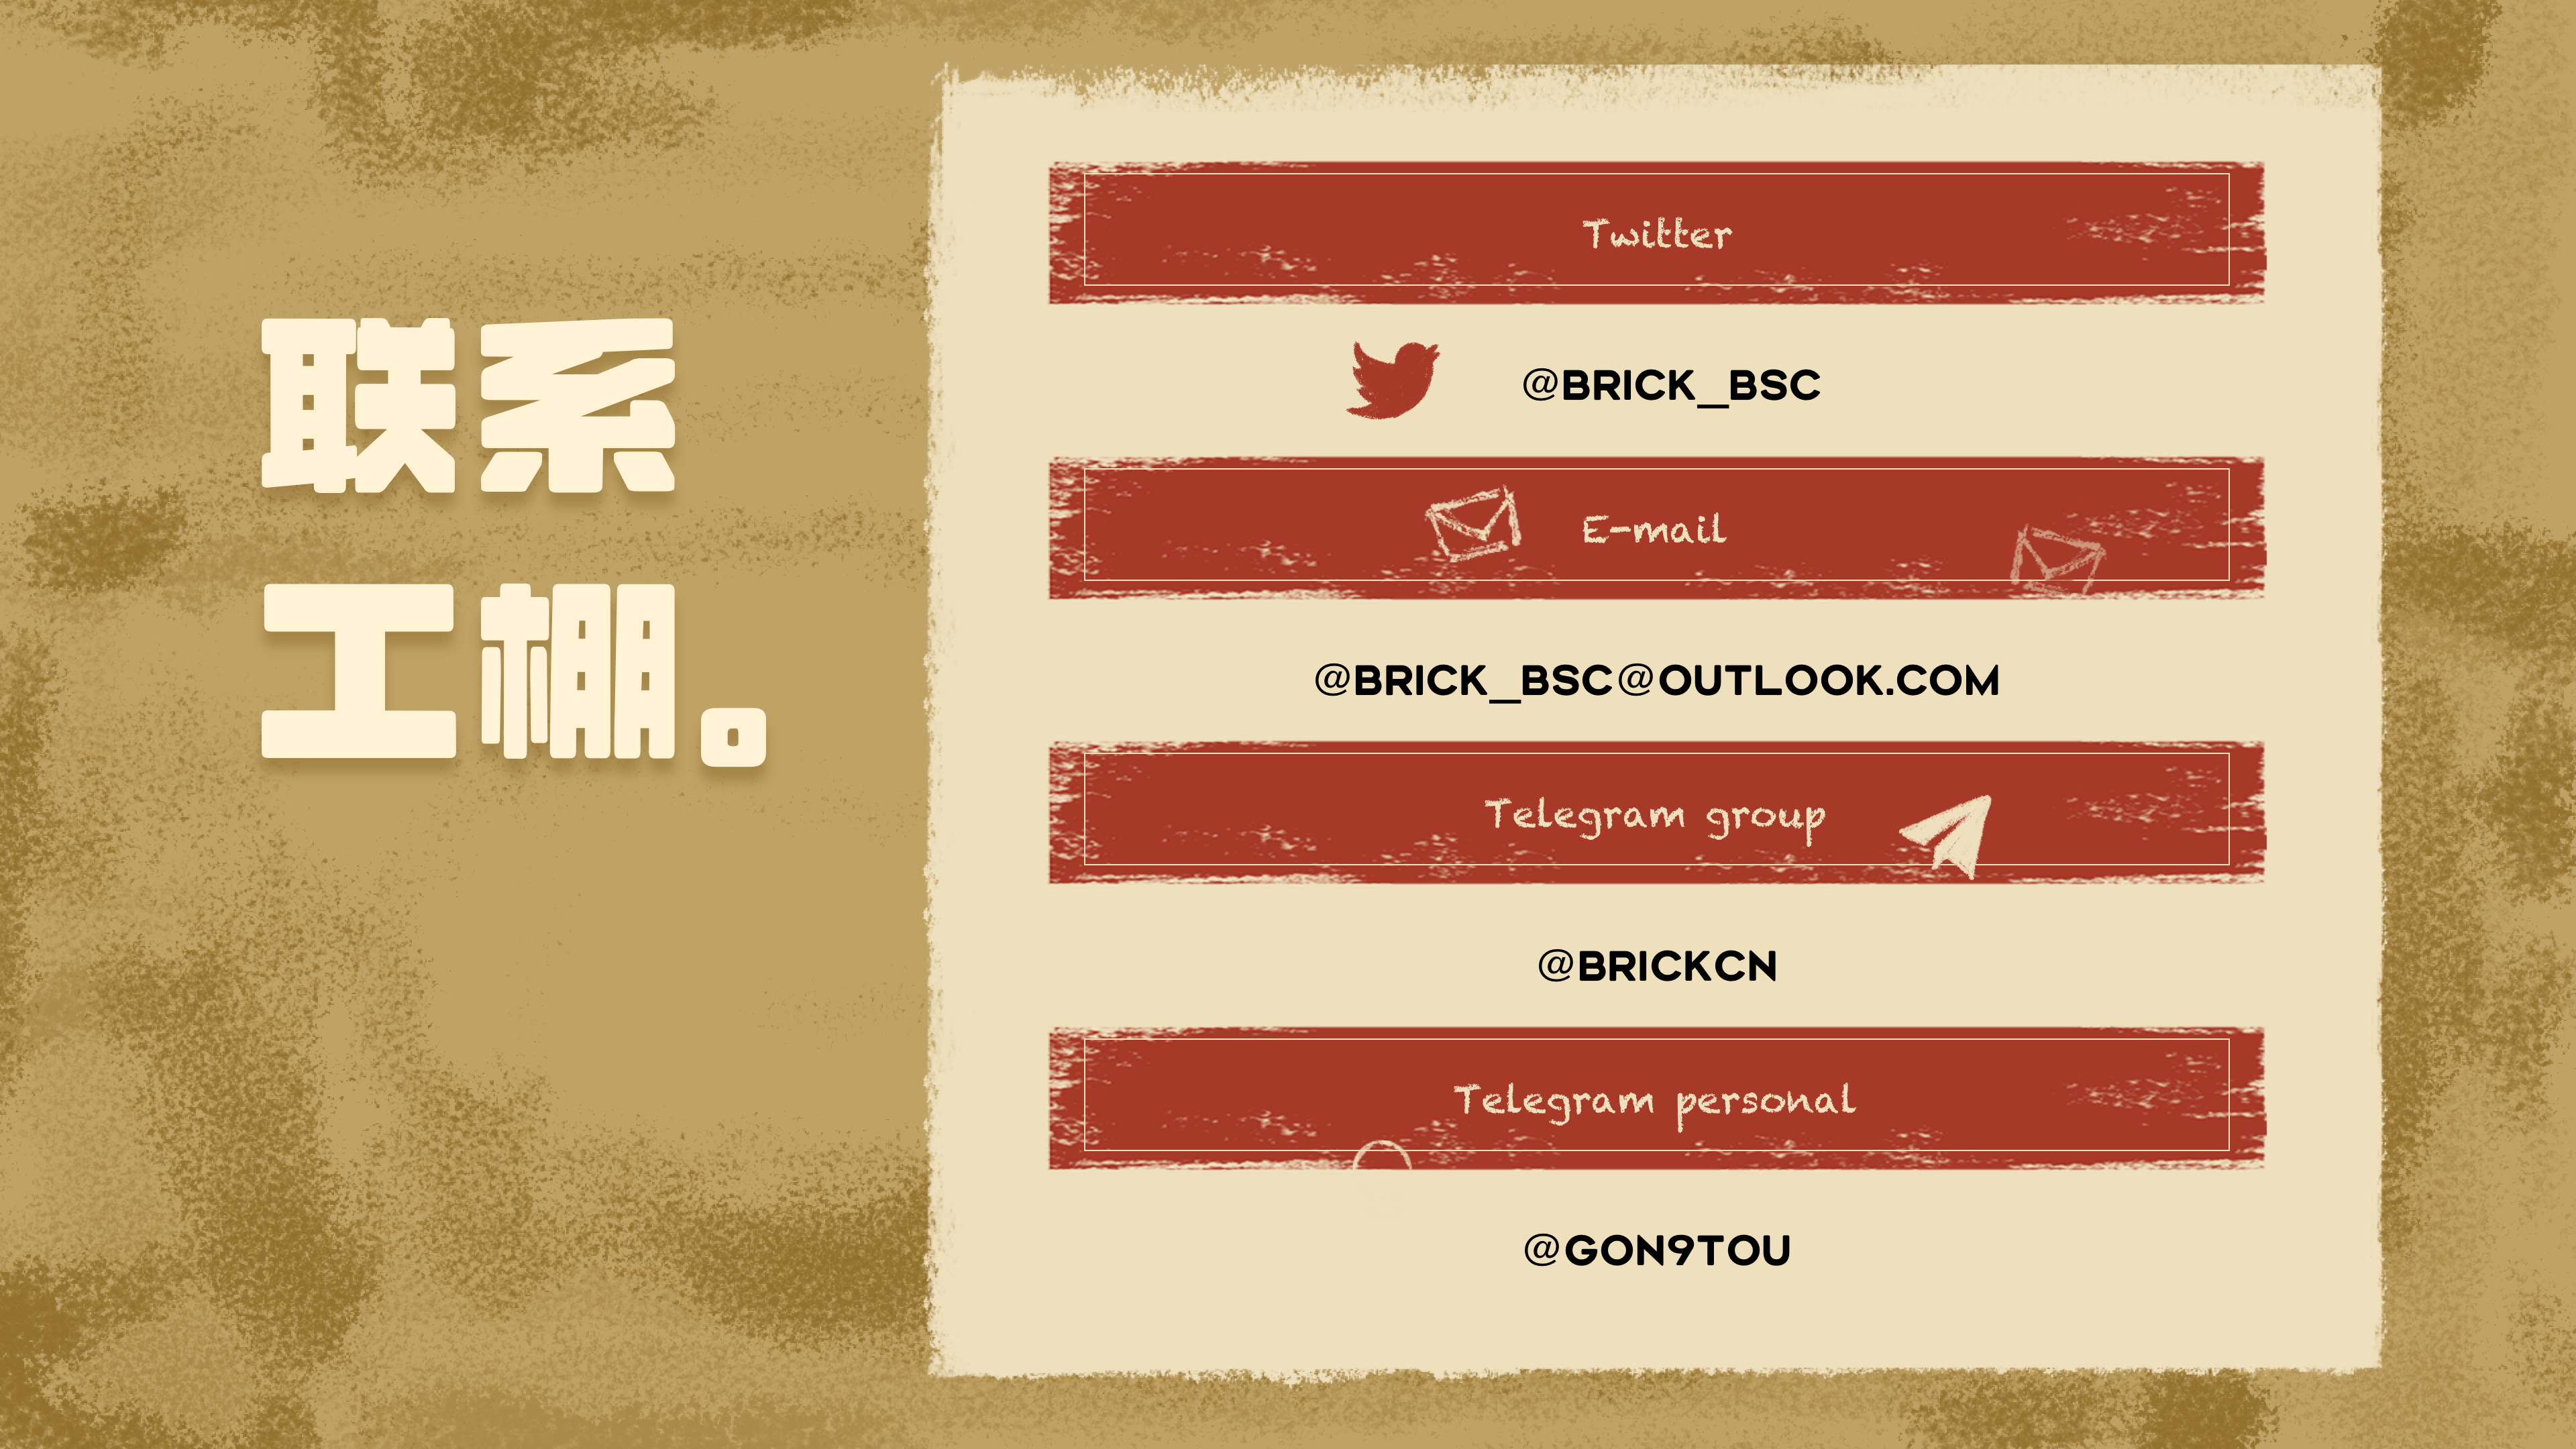 联系
工棚。
Twitter
@BRICK_BSC
E-mail
@BRICK_BSC@OUTLOOK.COM
Telegram group
@BRICKCN
Telegram personal
@GON9TOU